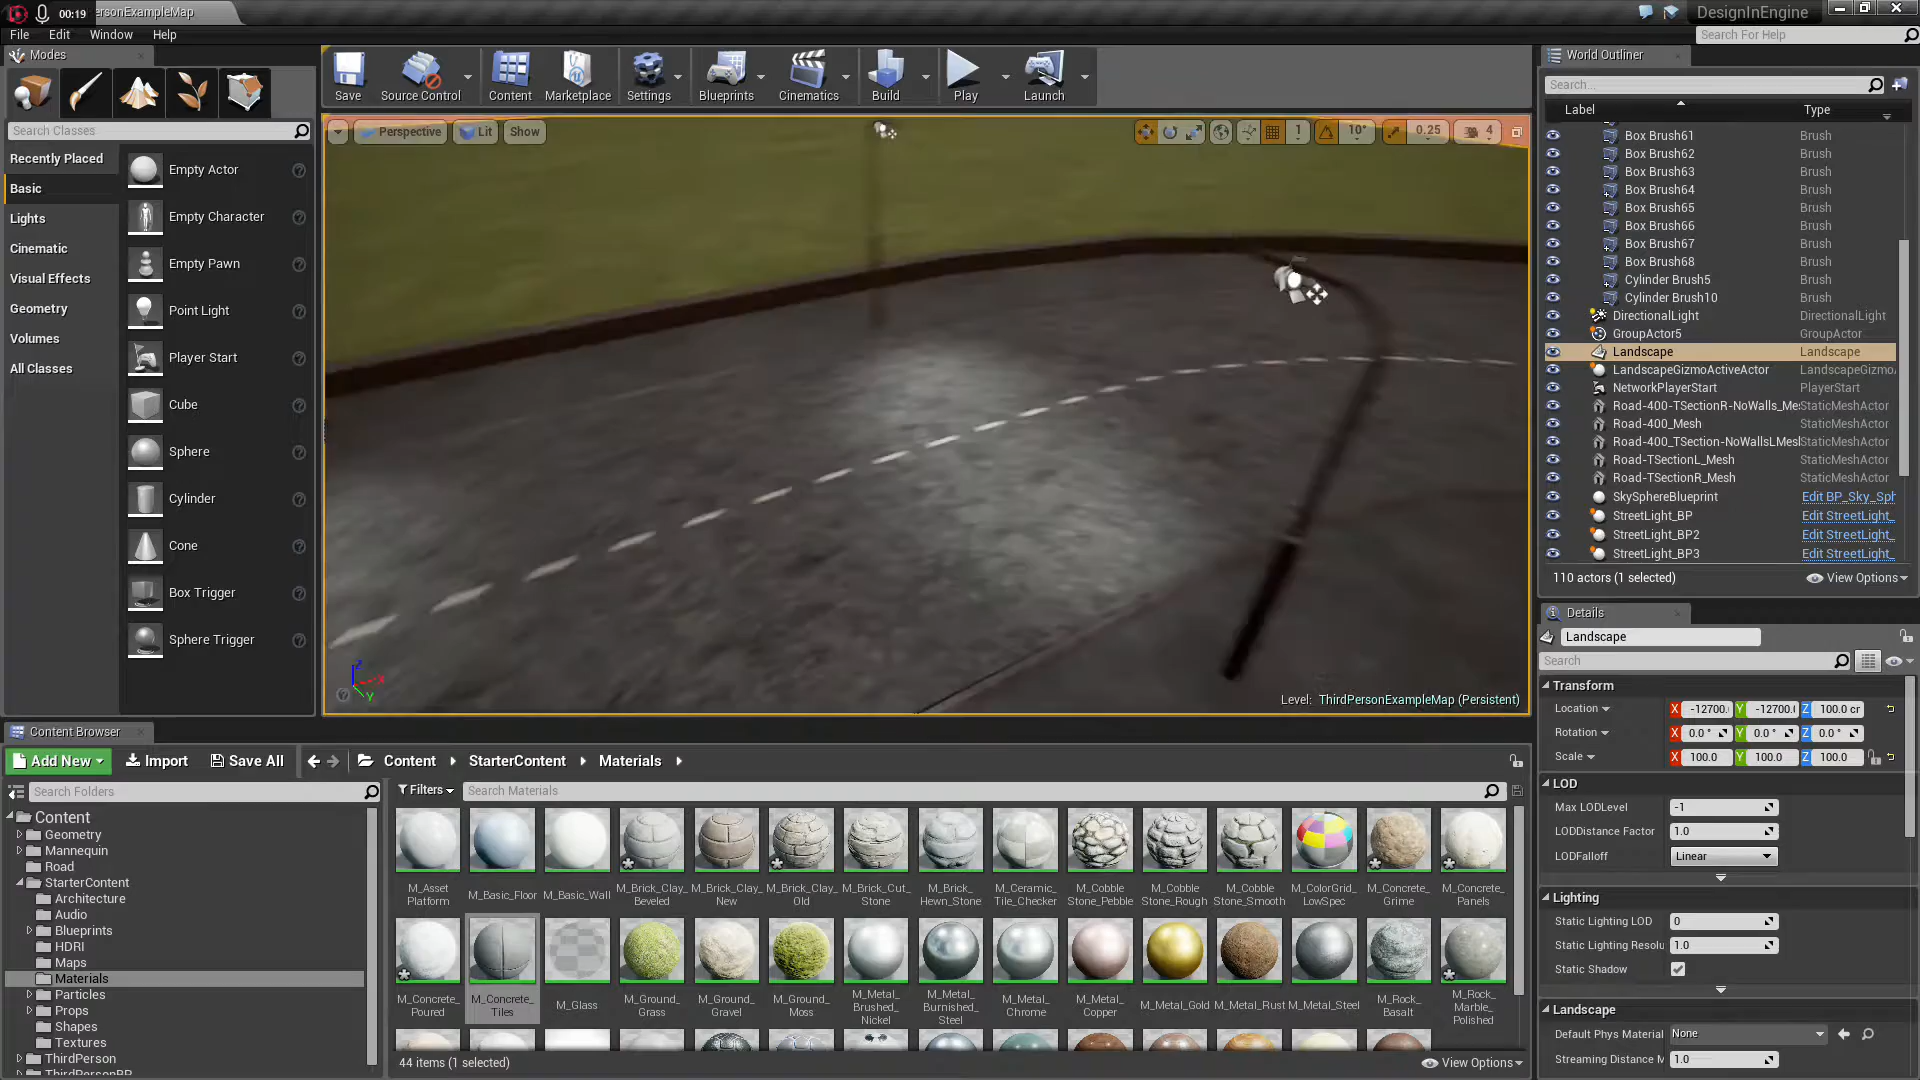 00:19
ersonExampleMap
DesignInEngine
File Edit Window Help
Search For Help
Modes
Save Source Control Content Marketplace Settings Blueprints Cinematics Build Play Launch
Search Classes
Recently Placed
Basic
Lights
Cinematic
Visual Effects
Geometry
Volumes
All Classes
Empty Actor
Empty Character
Empty Pawn
Point Light
Player Start
Cube
Sphere
Cylinder
Cone
Box Trigger
Sphere Trigger
Perspective Lit Show 1 10° 0.25 4
Level: ThirdPersonExampleMap (Persistent)
World Outliner
Search...
Label Type
Box Brush61 Brush
Box Brush62 Brush
Box Brush63 Brush
Box Brush64 Brush
Box Brush65 Brush
Box Brush66 Brush
Box Brush67 Brush
Box Brush68 Brush
Cylinder Brush5 Brush
Cylinder Brush10 Brush
DirectionalLight DirectionalLight
GroupActor5 GroupActor
Landscape Landscape
LandscapeGizmoActiveActor LandscapeGizmo
NetworkPlayerStart PlayerStart
Road-400-TSectionR-NoWalls_Me StaticMeshActor
Road-400_Mesh StaticMeshActor
Road-400_TSection-NoWallsLMesl StaticMeshActor
Road-TSectionL_Mesh StaticMeshActor
Road-TSectionR_Mesh StaticMeshActor
SkySphereBlueprint Edit BP_Sky_Sph
StreetLight_BP Edit StreetLight_
StreetLight_BP2 Edit StreetLight_
StreetLight_BP3 Edit StreetLight_
110 actors (1 selected) View Options
Details
Landscape
Search
Transform
Location X -12700. Y -12700. Z 100.0 cr
Rotation X 0.0 ° Y 0.0 ° Z 0.0 °
Scale X 100.0 Y 100.0 Z 100.0
LOD
Max LODLevel -1
LODDistance Factor 1.0
LODFalloff Linear
Lighting
Static Lighting LOD 0
Static Lighting Resolu 1.0
Static Shadow
Landscape
Default Phys Material None
Streaming Distance M 1.0
Content Browser
Add New Import Save All Content StarterContent Materials
Search Folders
Filters Search Materials
Content
Geometry
Mannequin
Road
StarterContent
Architecture
Audio
Blueprints
HDRI
Maps
Materials
Particles
Props
Shapes
Textures
ThirdPerson
ThirdPersonBP
M_Asset Platform
M_Basic_Floor
M_Basic_Wall
M_Brick_Clay_ Beveled
M_Brick_Clay_ New
M_Brick_Clay_ Old
M_Brick_Cut_ Stone
M_Brick_ Hewn_Stone
M_Ceramic_ Tile_Checker
M_Cobble Stone_Pebble
M_Cobble Stone_Rough
M_Cobble Stone_Smooth
M_ColorGrid_ LowSpec
M_Concrete_ Grime
M_Concrete_ Panels
M_Concrete_ Poured
M_Concrete_ Tiles
M_Glass
M_Ground_ Grass
M_Ground_ Gravel
M_Ground_ Moss
M_Metal_ Brushed_ Nickel
M_Metal_ Burnished_ Steel
M_Metal_ Chrome
M_Metal_ Copper
M_Metal_Gold
M_Metal_Rust
M_Metal_Steel
M_Rock_ Basalt
M_Rock_ Marble_ Polished
44 items (1 selected) View Options